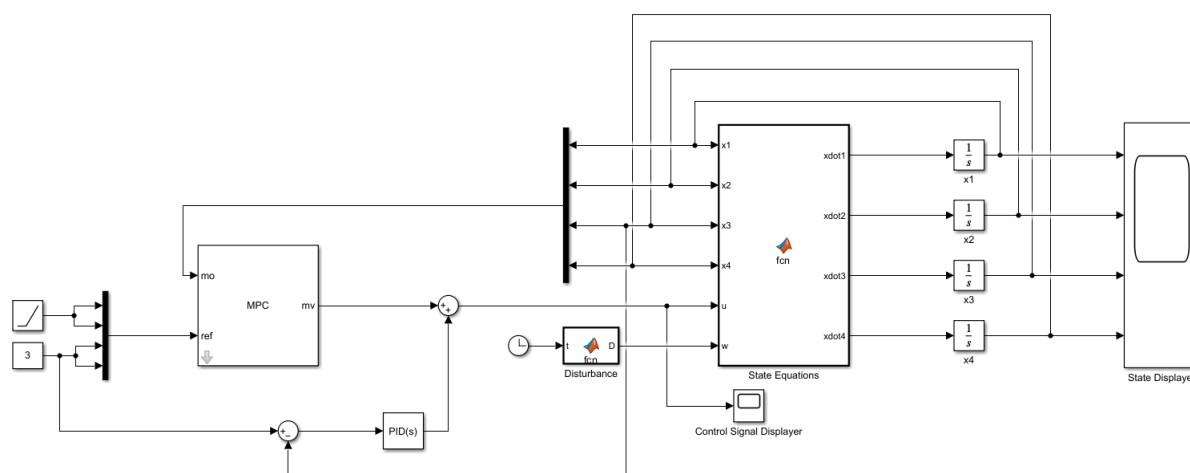 x1
xdot1
1
s
x1
x2
xdot2
1
s
x2
x3
fcn
xdot3
1
s
x3
x4
mo
MPC
mv
ref
u
xdot4
1
s
x4
3
t
fcn
D
w
Disturbance
State Equations
State Displayer
PID(s)
Control Signal Displayer
+
+
+
−